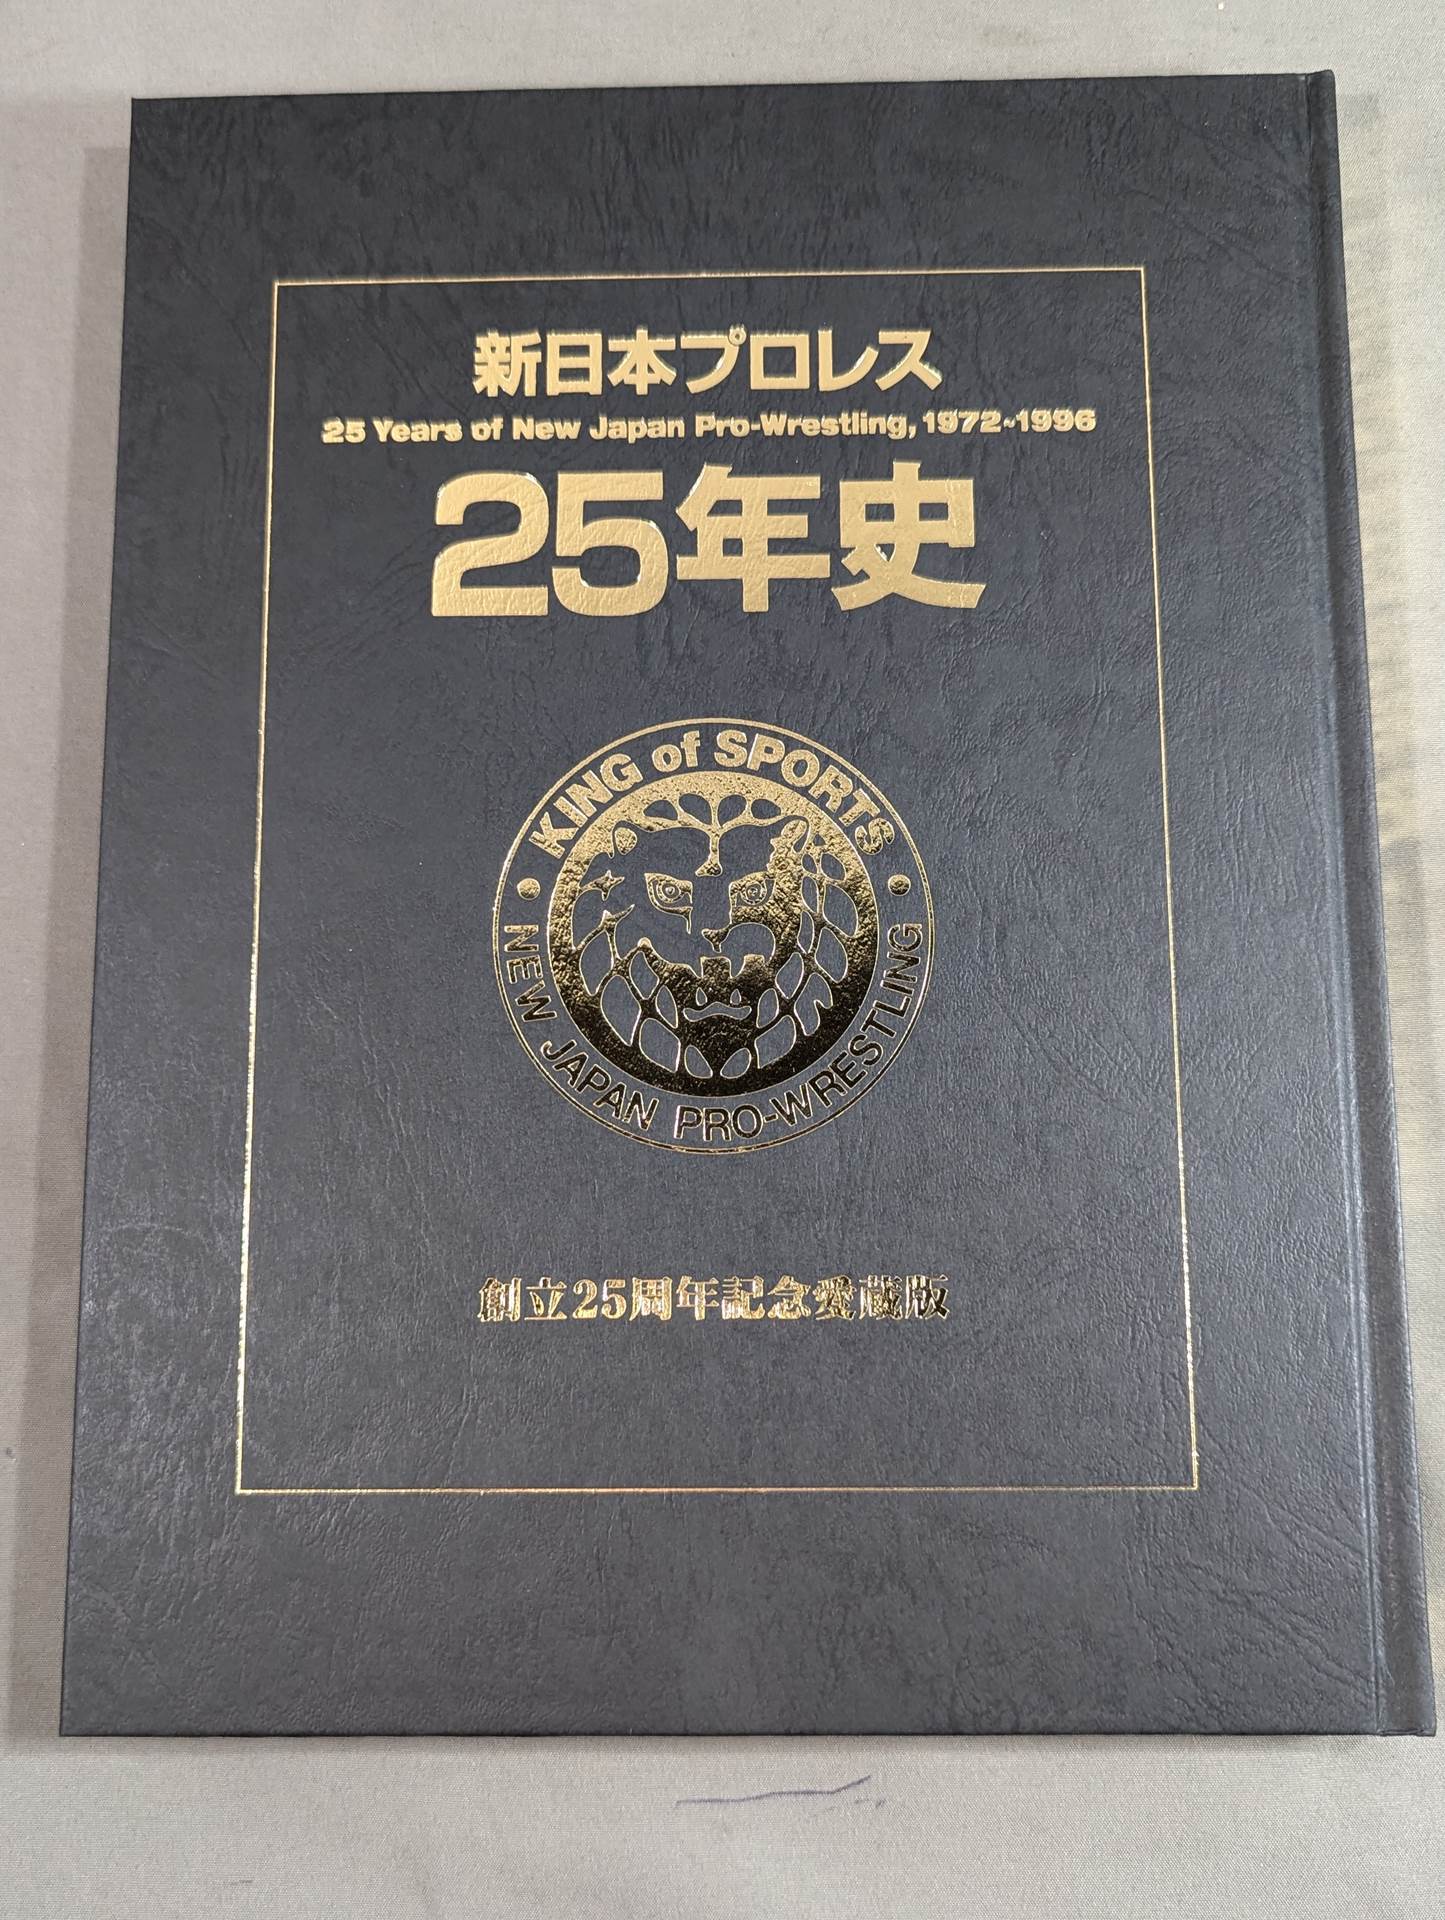 新日本プロレス
25 Years of New Japan Pro-Wrestling, 1972~1996
25年史
KING of SPORTS
NEW JAPAN PRO-WRESTLING
創立25周年記念愛蔵版